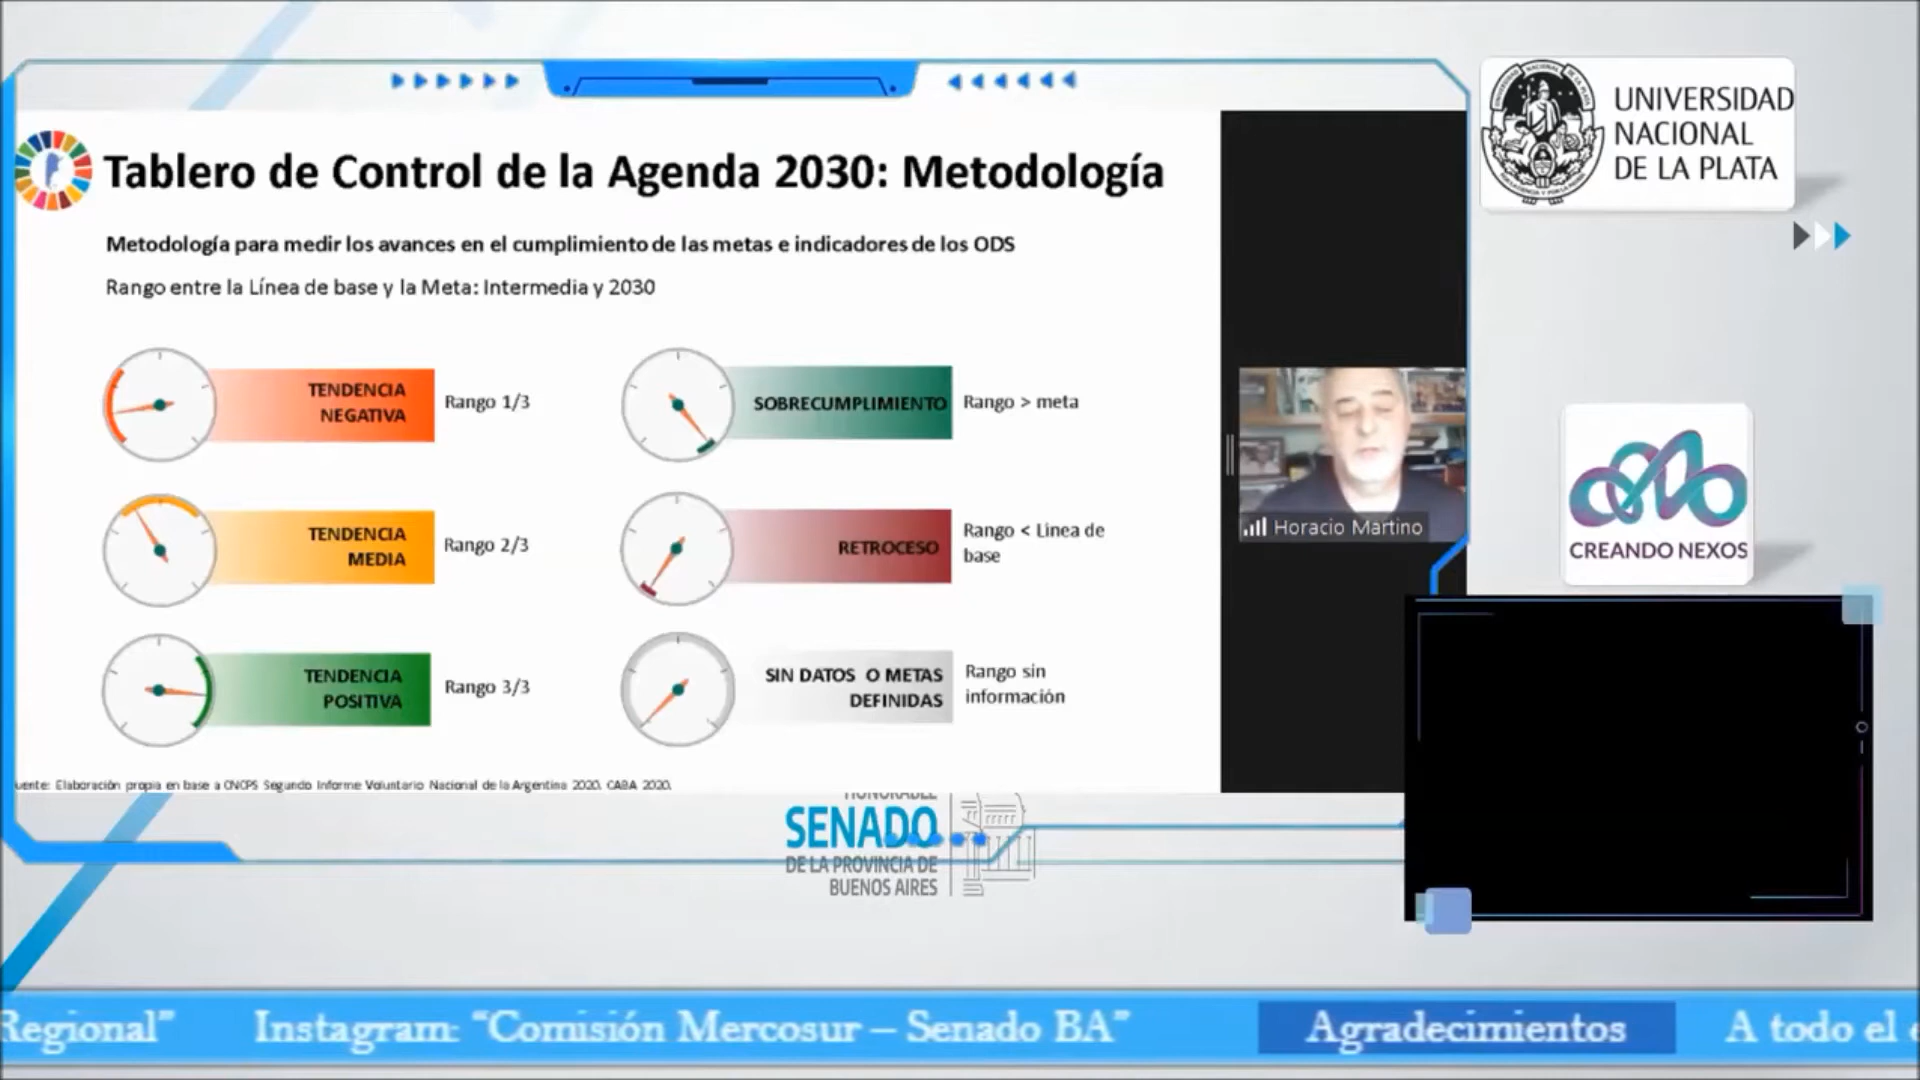 Tablero de Control de la Agenda 2030: Metodología
Metodología para medir los avances en el cumplimiento de las metas e indicadores de los ODS
Rango entre la Línea de base y la Meta: Intermedia y 2030
TENDENCIA
NEGATIVA
Rango 1/3
SOBRECUMPLIMIENTO
Rango > meta
TENDENCIA
MEDIA
Rango 2/3
RETROCESO
Rango < Linea de
base
TENDENCIA
POSITIVA
Rango 3/3
SIN DATOS O METAS
DEFINIDAS
Rango sin
información
uente: Elaboración propia en base a CNCPS Segundo Informe Voluntario Nacional de la Argentina 2020. CABA 2020.
Horacio Martino
UNIVERSIDAD
NACIONAL
DE LA PLATA
CREANDO NEXOS
HONORABLE
SENADO
DE LA PROVINCIA DE
BUENOS AIRES
Regional” Instagram: “Comisión Mercosur – Senado BA” Agradecimientos A todo el